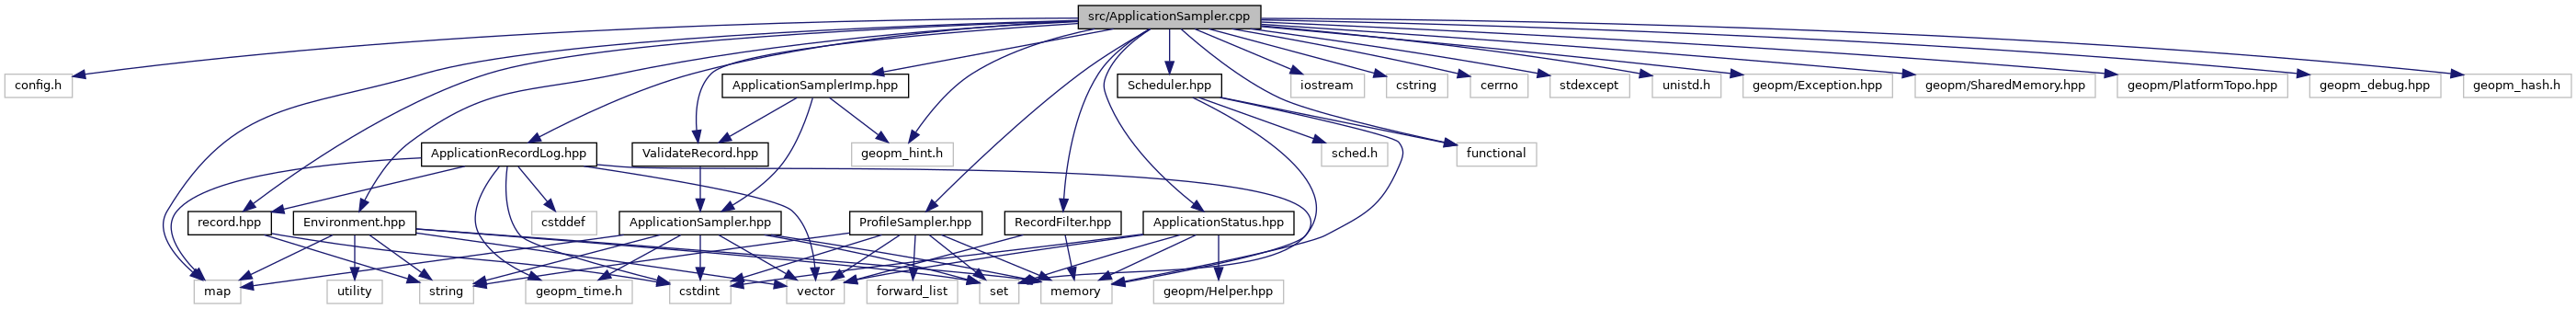 src/ApplicationSampler.cpp
config.h
ApplicationSamplerImp.hpp
Scheduler.hpp
iostream
cstring
cerrno
stdexcept
unistd.h
geopm/Exception.hpp
geopm/SharedMemory.hpp
geopm/PlatformTopo.hpp
geopm_debug.hpp
geopm_hash.h
ApplicationRecordLog.hpp
ValidateRecord.hpp
geopm_hint.h
sched.h
functional
record.hpp
Environment.hpp
cstddef
ApplicationSampler.hpp
ProfileSampler.hpp
RecordFilter.hpp
ApplicationStatus.hpp
map
utility
string
geopm_time.h
cstdint
vector
forward_list
set
memory
geopm/Helper.hpp